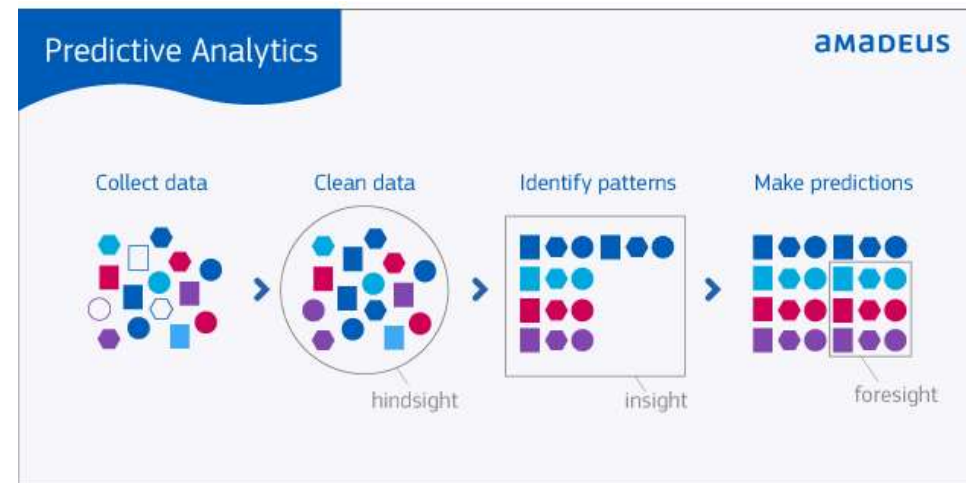 Predictive Analytics
amadeus
Collect data
Clean data
Identify patterns
Make predictions
hindsight
insight
foresight